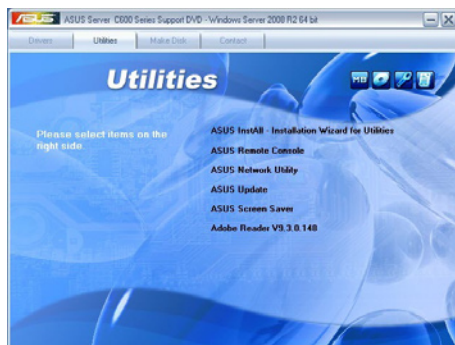 ASUS Server C600 Series Support DVD - Windows Server 2008 R2 64 bit
Drivers
Utilities
Make Disk
Contact
Utilities
Please select items on the
right side.
ASUS InstAll - Installation Wizard for Utilities
ASUS Remote Console
ASUS Network Utility
ASUS Update
ASUS Screen Saver
Adobe Reader V9.3.0.148